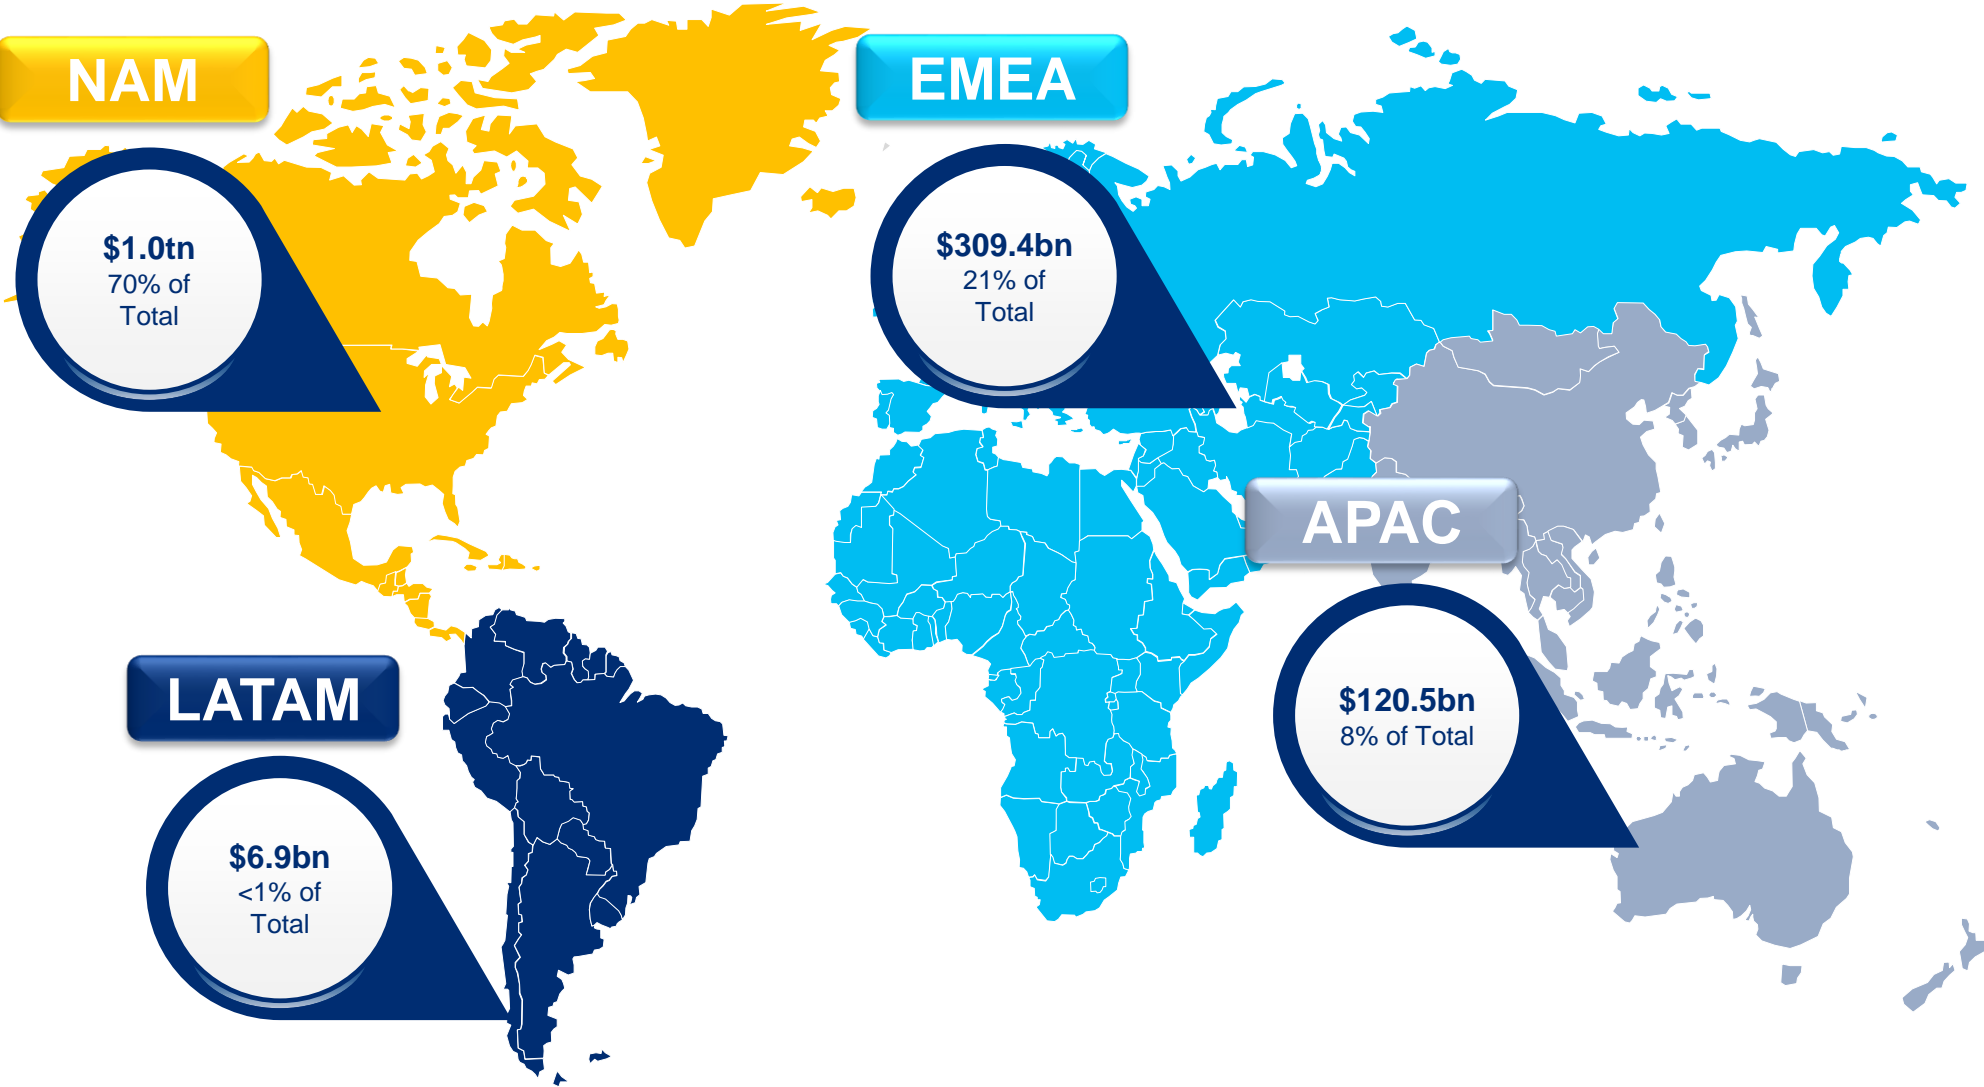 NAM
$1.0tn
70% of
Total
EMEA
$309.4bn
21% of
Total
APAC
$120.5bn
8% of Total
LATAM
$6.9bn
<1% of
Total